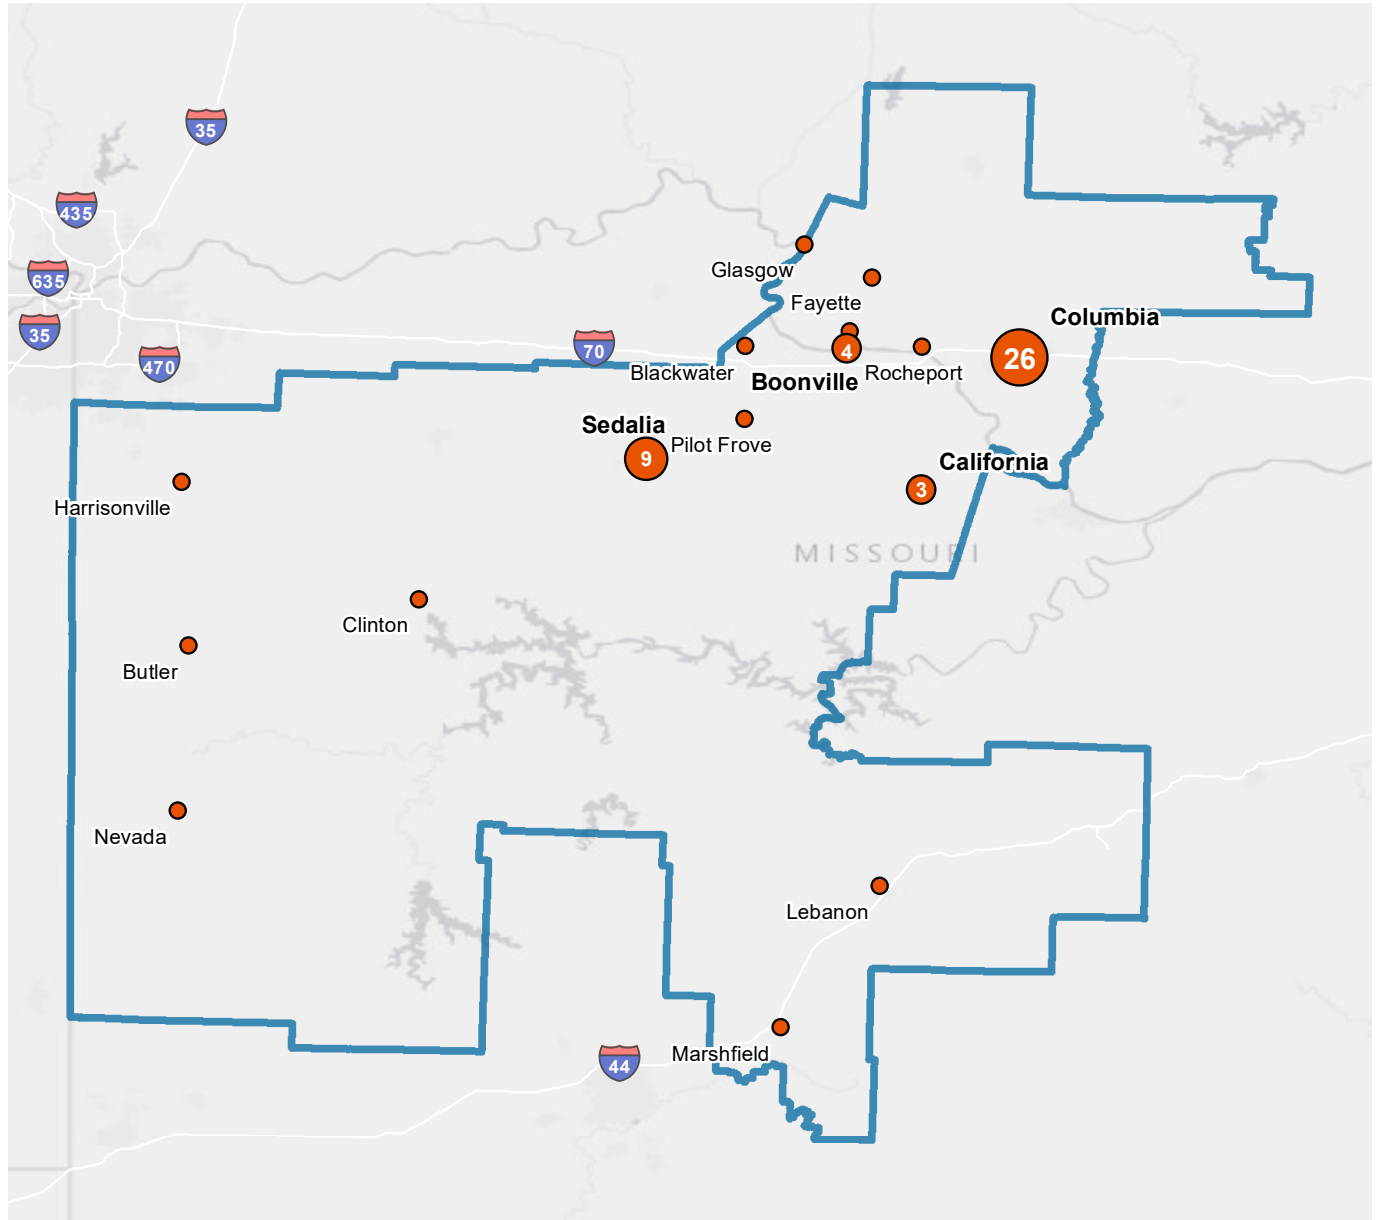 35
435
635
35
470
70
Glasgow
Fayette
Columbia
4
26
Blackwater
Boonville
Rocheport
Sedalia
Pilot Frove
9
California
3
Harrisonville
MISSOURI
Clinton
Butler
Nevada
Lebanon
Marshfield
44